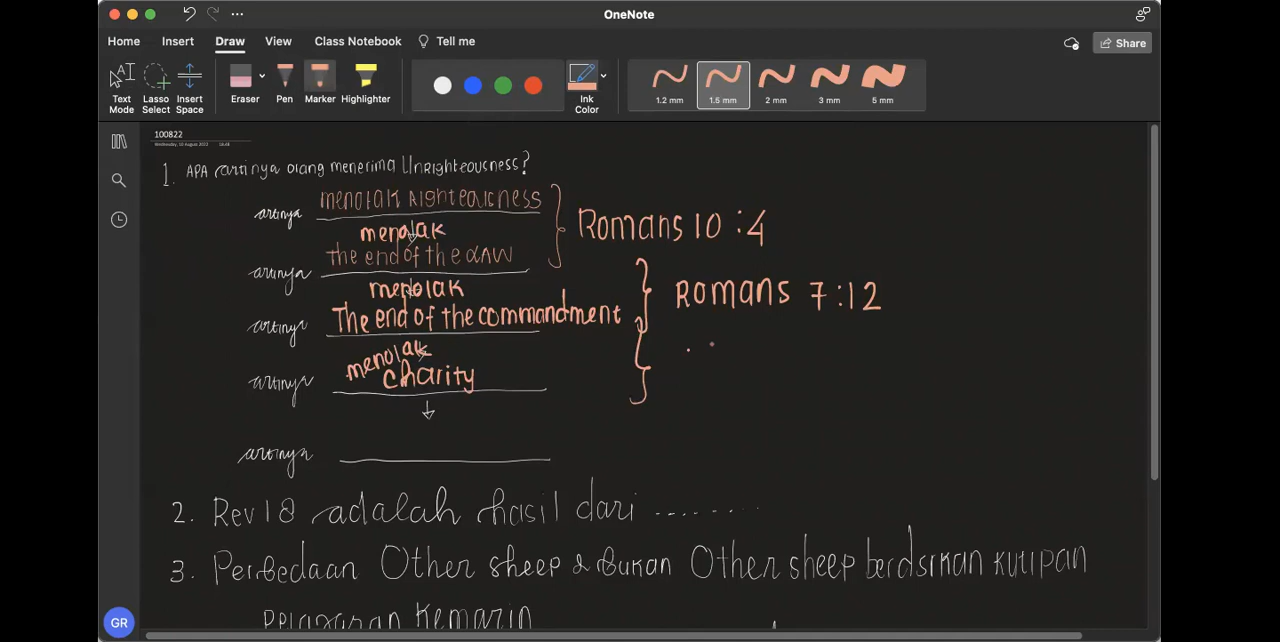 OneNote
Home Insert Draw View Class Notebook Tell me
Share
Text Mode
Lasso Select
Insert Space
Eraser
Pen
Marker
Highlighter
Ink Color
1.2 mm
1.5 mm
2 mm
3 mm
5 mm
100822
1. APA artinya orang menerima UnRighteousness?
artinya menolak Righteousness
Romans 10:4
menolak
artinya the end of the LAW
menolak
Romans 7:12
artinya The end of the commandment
menolak
artinya charity
artinya
2. Rev 18 adalah hasil dari .........
3. Perbedaan Other sheep & Bukan Other sheep berdsrkan kutipan
pelajaran kemarin
GR